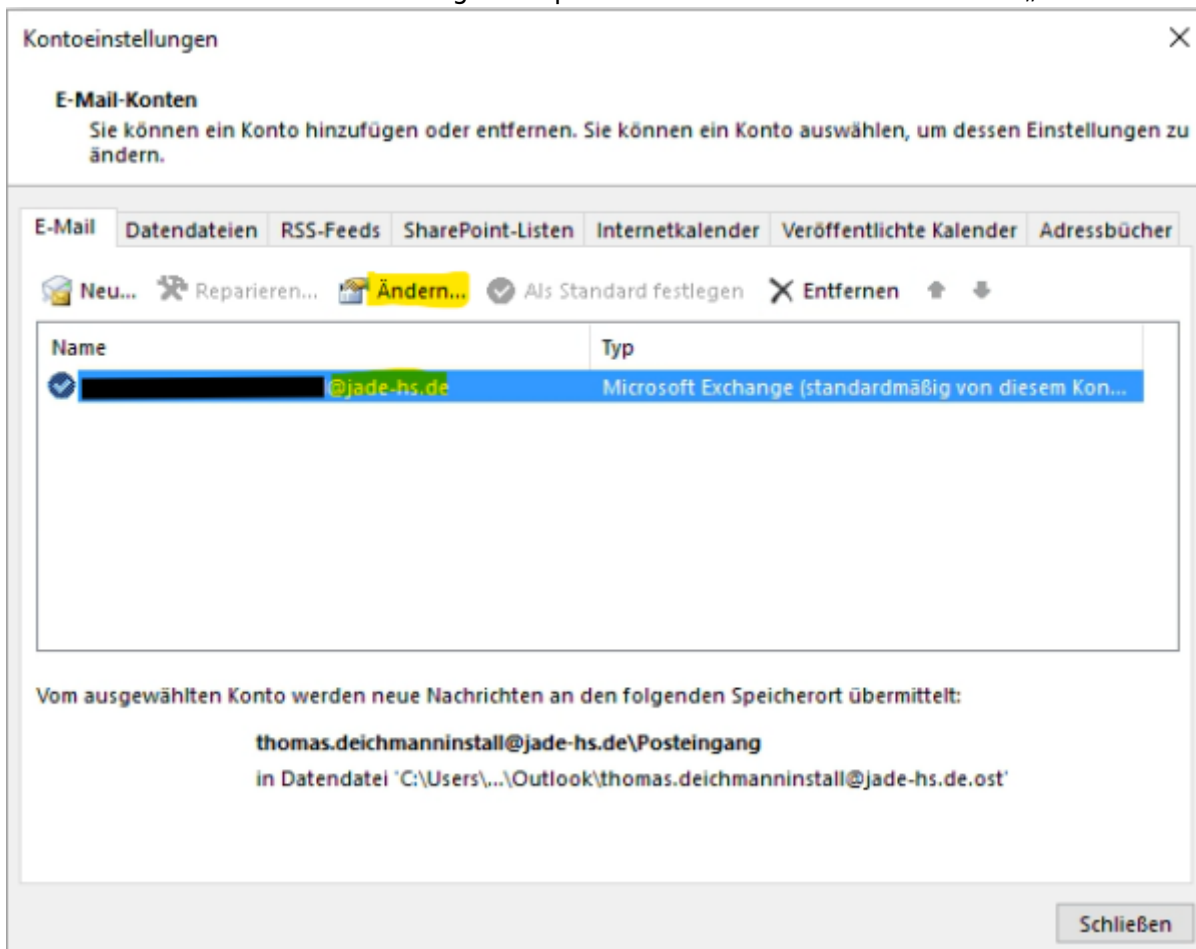 Kontoeinstellungen
E-Mail-Konten
Sie können ein Konto hinzufügen oder entfernen. Sie können ein Konto auswählen, um dessen Einstellungen zu
ändern.
E-Mail Datendateien RSS-Feeds SharePoint-Listen Internetkalender Veröffentlichte Kalender Adressbücher
Neu... Reparieren... Ändern... Als Standard festlegen Entfernen
Name Typ
@jade-hs.de Microsoft Exchange (standardmäßig von diesem Kon...
Vom ausgewählten Konto werden neue Nachrichten an den folgenden Speicherort übermittelt:
thomas.deichmanninstall@jade-hs.de\Posteingang
in Datendatei 'C:\Users\...\Outlook\thomas.deichmanninstall@jade-hs.de.ost'
Schließen